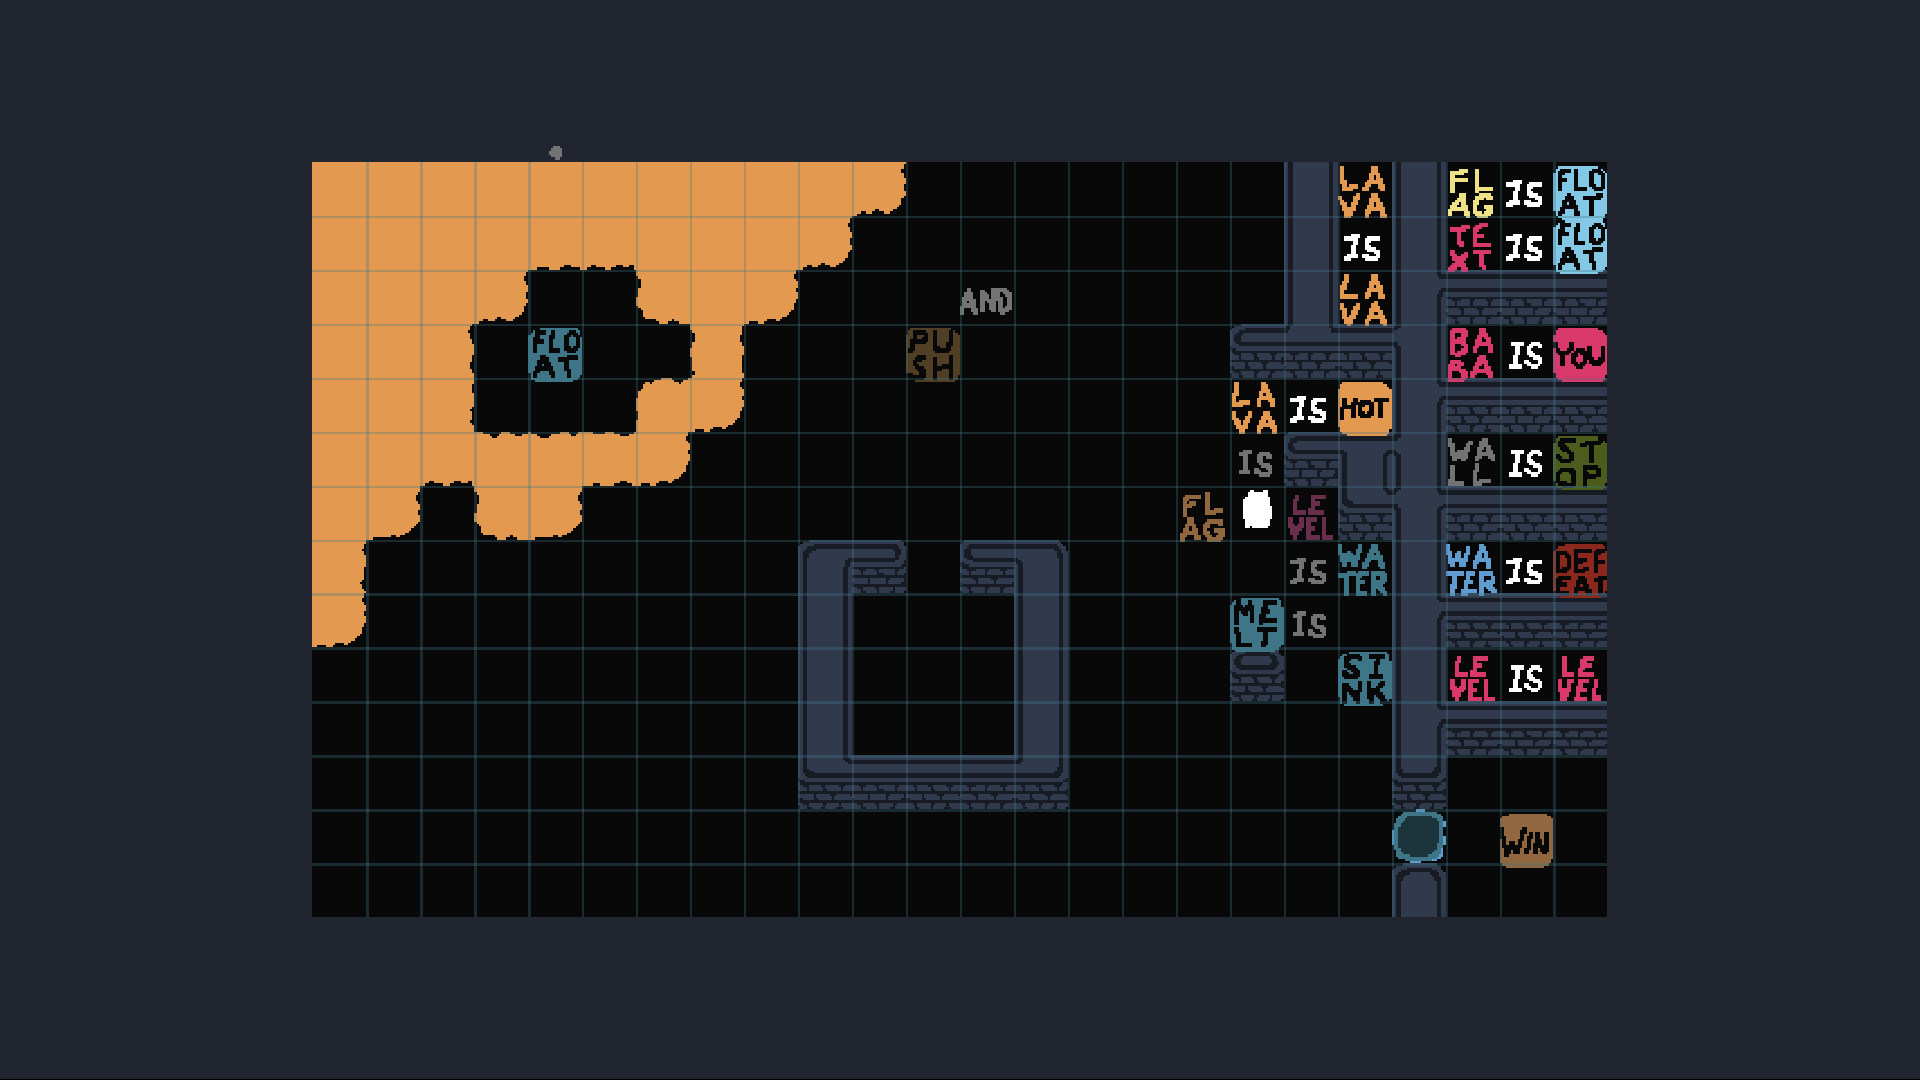 LAVA FLAG IS FLOAT
IS TEXT IS FLOAT
AND LAVA
FLOAT PUSH BABA IS YOU
LAVA IS HOT
IS WALL IS STOP
FLAG LEVEL
IS WATER WATER IS DEFEAT
MELT IS
SINK LEVEL IS LEVEL
WIN